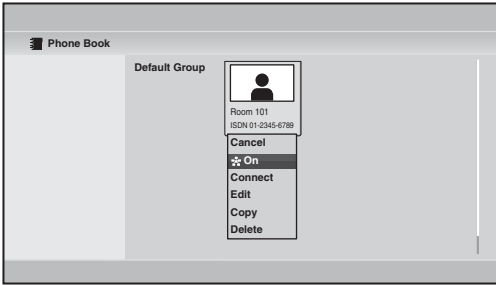 Phone Book
Default Group
Room 101
ISDN 01-2345-6789
Cancel
On
Connect
Edit
Copy
Delete